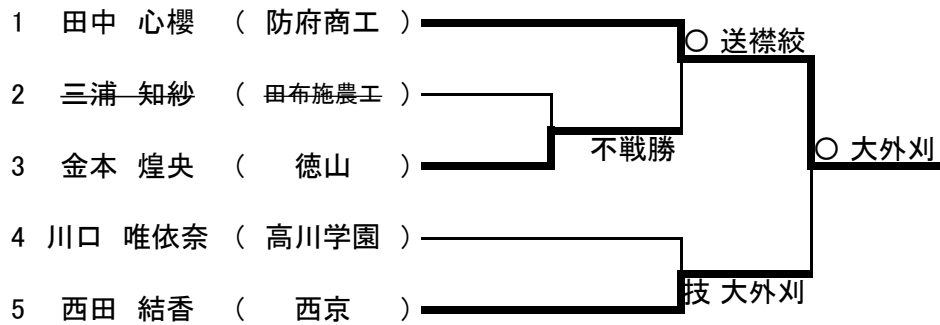 1 田中 心櫻 ( 防府商工 )
○ 送襟絞
2 三浦 知紗 ( 田布施農工 )
不戦勝
○ 大外刈
3 金本 煌央 ( 徳山 )
4 川口 唯依奈 ( 高川学園 )
技 大外刈
5 西田 結香 ( 西京 )